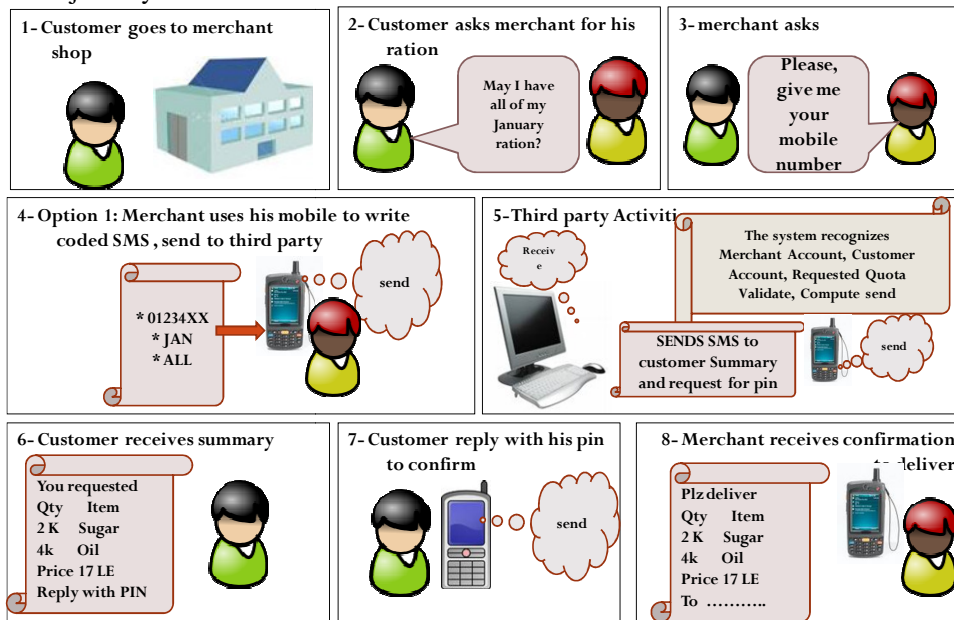 1- Customer goes to merchant
shop
2- Customer asks merchant for his
ration
May I have
all of my
January
ration?
3- merchant asks
Please,
give me
your
mobile
number
4- Option 1: Merchant uses his mobile to write
coded SMS , send to third party
* 01234XX
* JAN
* ALL
send
5-Third party Activiti
Receiv
e
The system recognizes
Merchant Account, Customer
Account, Requested Quota
Validate, Compute send
SENDS SMS to
customer Summary
and request for pin
send
6- Customer receives summary
You requested
Qty Item
2 K Sugar
4k Oil
Price 17 LE
Reply with PIN
7- Customer reply with his pin
to confirm
send
8- Merchant receives confirmation
to deliver
Plz deliver
Qty Item
2 K Sugar
4k Oil
Price 17 LE
To ………..